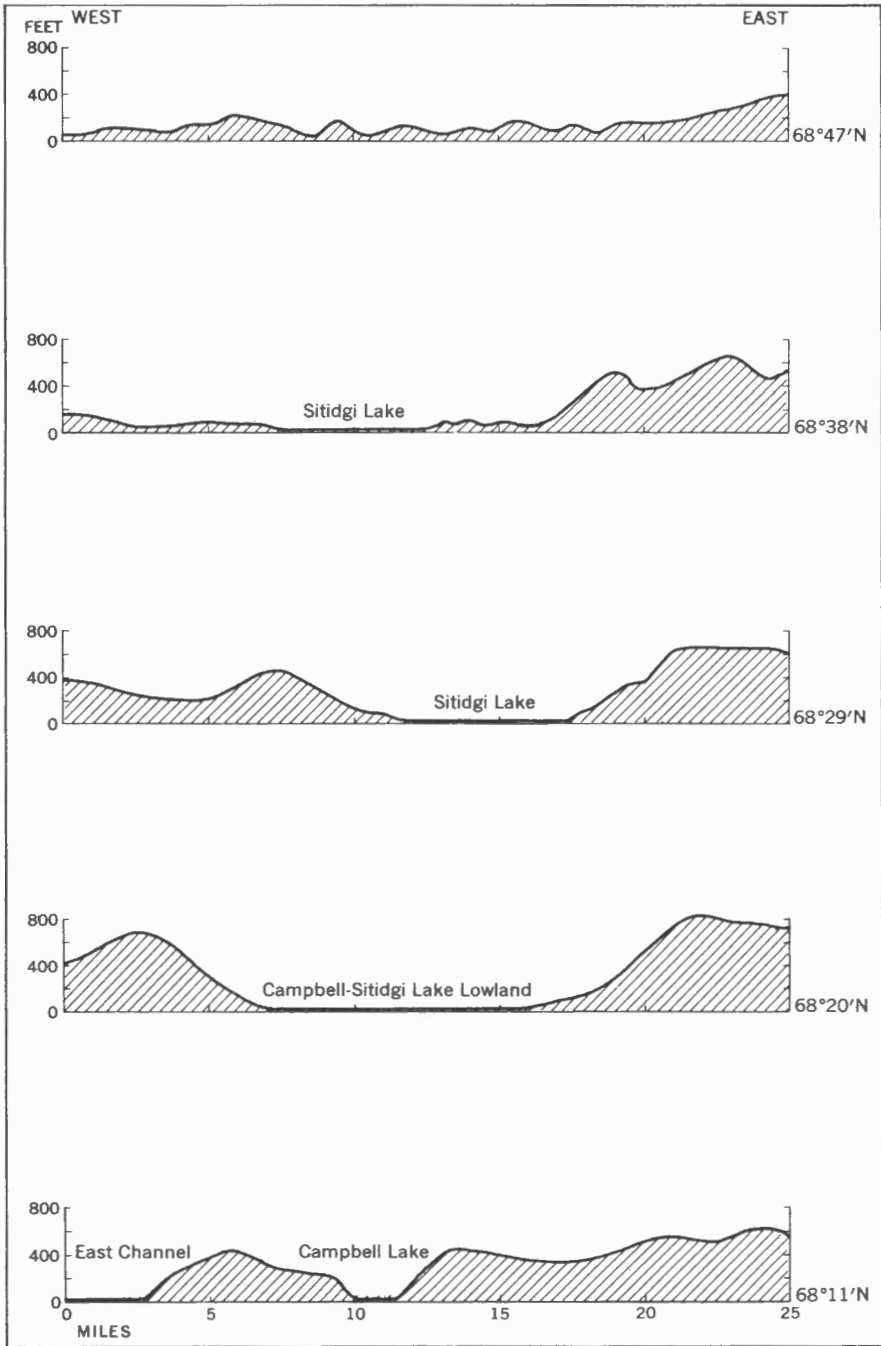 WEST EAST
FEET
800
400
0
68°47'N
800
400
0
Sitidgi Lake
68°38'N
800
400
0
Sitidgi Lake
68°29'N
800
400
0
Campbell-Sitidgi Lake Lowland
68°20'N
800
400
0
East Channel Campbell Lake
68°11'N
0 5 10 15 20 25
MILES